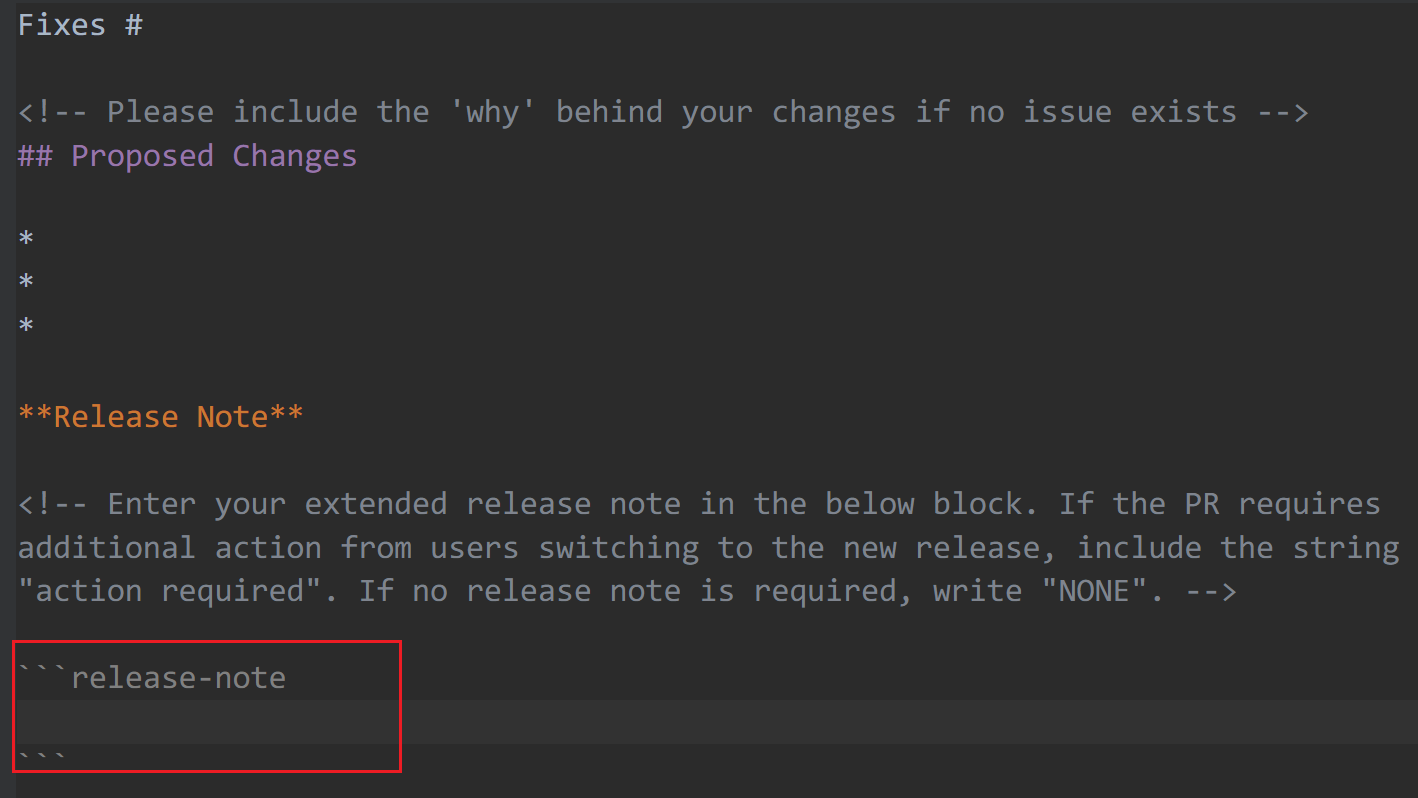 Fixes #
<!-- Please include the 'why' behind your changes if no issue exists -->
## Proposed Changes
*
*
*
**Release Note**
<!-- Enter your extended release note in the below block. If the PR requires
additional action from users switching to the new release, include the string
"action required". If no release note is required, write "NONE". -->
```release-note
```